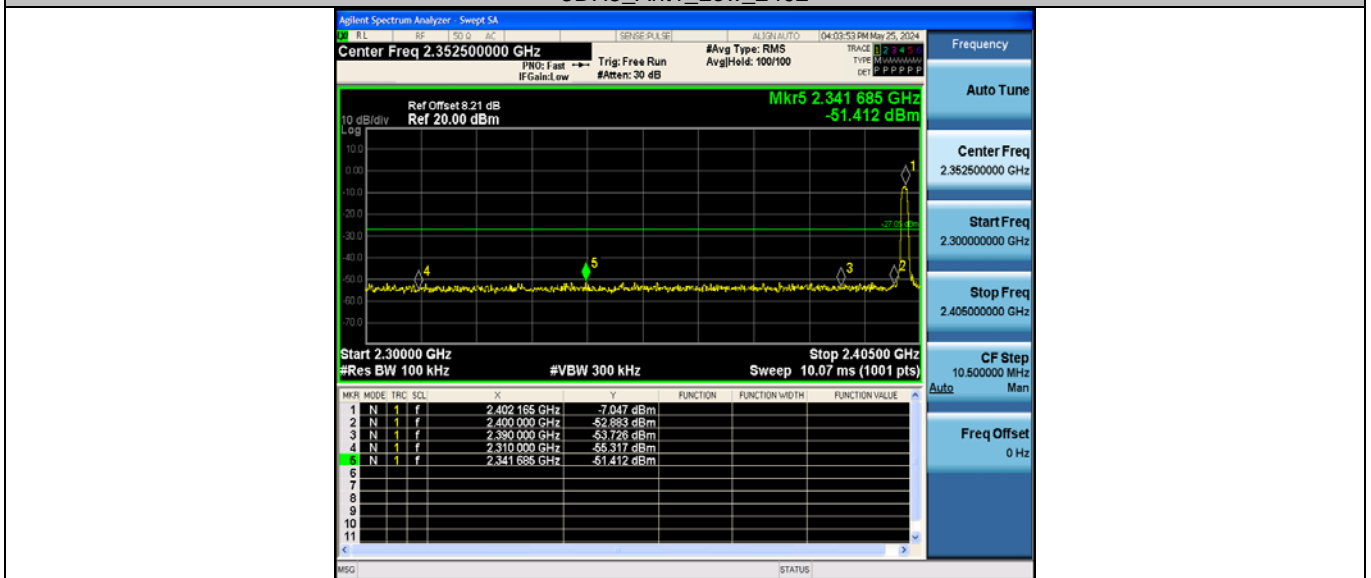 Agilent Spectrum Analyzer - Swept SA
RL RF 50 Ω AC SENSE:PULSE ALIGN AUTO 04:03:53 PM May 25, 2024
Center Freq 2.352500000 GHz
PNO: Fast
IFGain:Low
Trig: Free Run
#Atten: 30 dB
#Avg Type: RMS
Avg|Hold: 100/100
TRACE 1 2 3 4 5 6
TYPE M
DET P P P P P P
Mkr5 2.341 685 GHz
-51.412 dBm
Ref Offset 8.21 dB
10 dB/div Ref 20.00 dBm
Log
10.0
0.00
-10.0
-20.0
-30.0
-40.0
-50.0
-60.0
-70.0
1
-27.05 dBm
4
5
3
2
Start 2.30000 GHz Stop 2.40500 GHz
#Res BW 100 kHz #VBW 300 kHz Sweep 10.07 ms (1001 pts)
MKR MODE TRC SCL X Y FUNCTION FUNCTION WIDTH FUNCTION VALUE
1 N 1 f 2.402 165 GHz -7.047 dBm
2 N 1 f 2.400 000 GHz -52.883 dBm
3 N 1 f 2.390 000 GHz -53.726 dBm
4 N 1 f 2.310 000 GHz -55.317 dBm
5 N 1 f 2.341 685 GHz -51.412 dBm
6
7
8
9
10
11
MSG STATUS
Frequency
Auto Tune
Center Freq
2.352500000 GHz
Start Freq
2.300000000 GHz
Stop Freq
2.405000000 GHz
CF Step
10.500000 MHz
Auto Man
Freq Offset
0 Hz